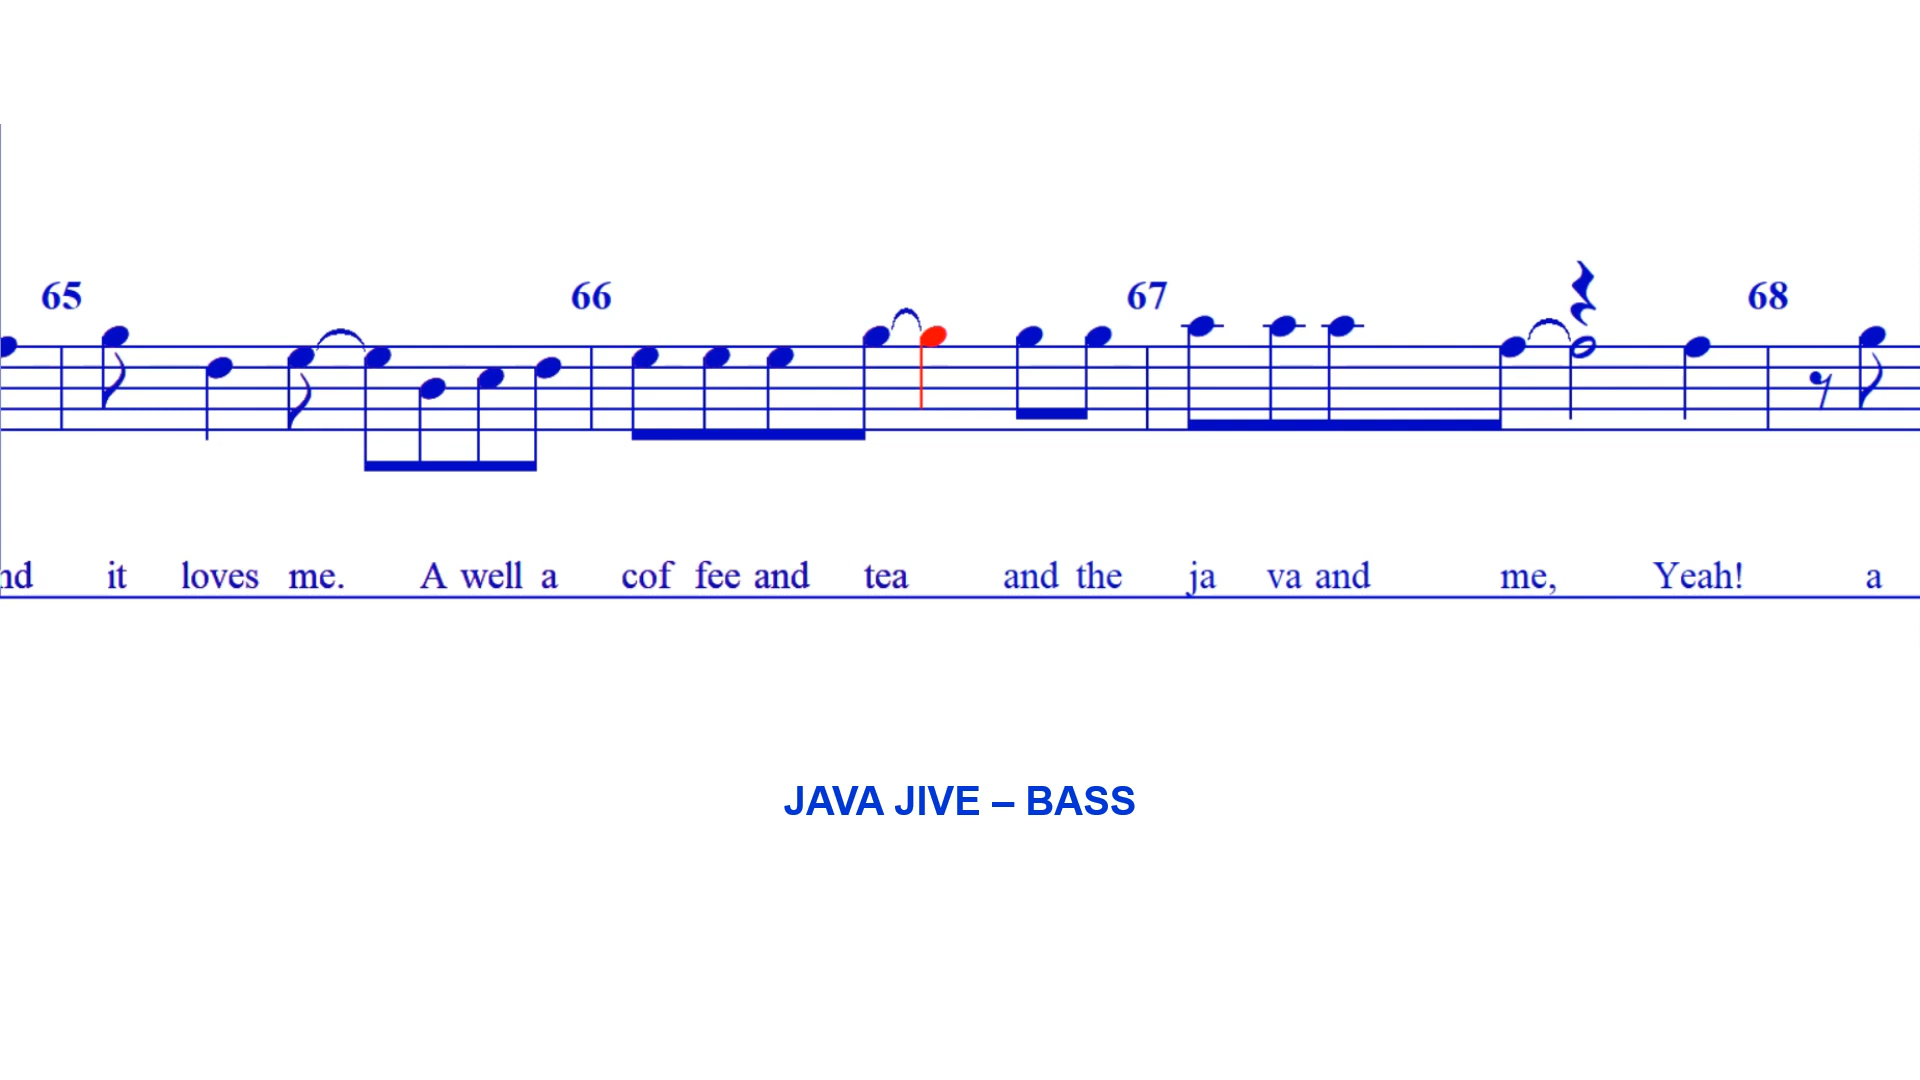 65 66 67 68
it loves me. A well a cof fee and tea and the ja va and me, Yeah! a
JAVA JIVE – BASS